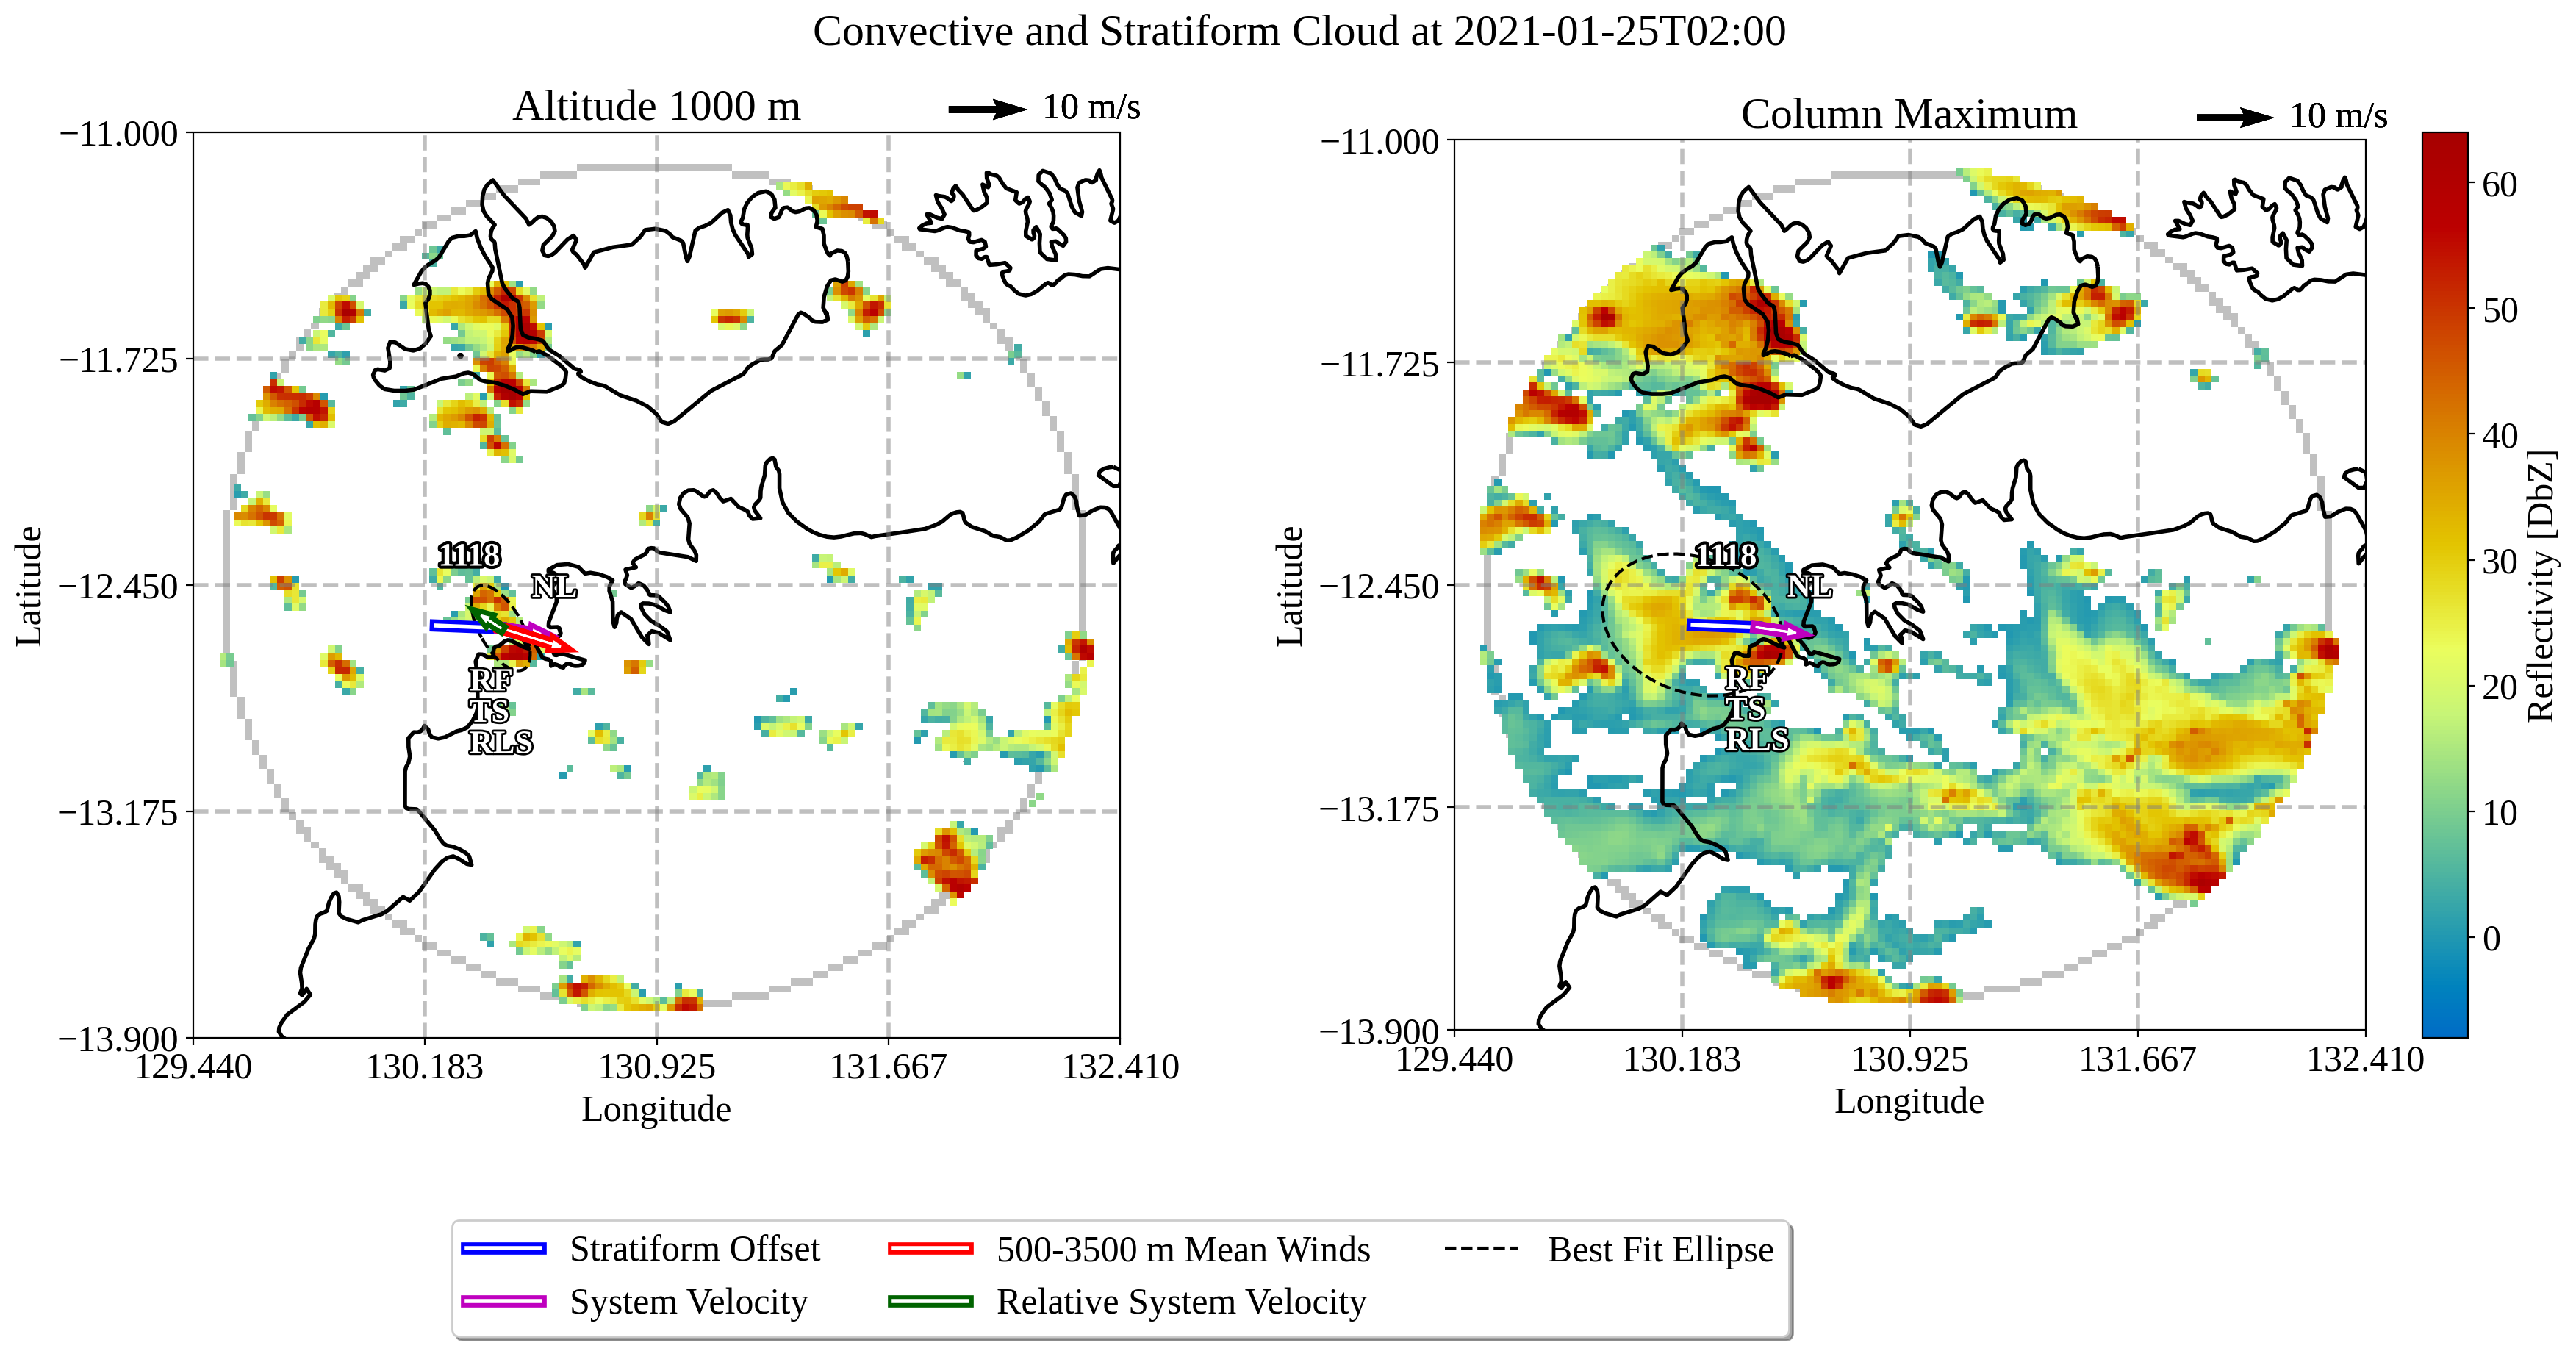 Convective and Stratiform Cloud at 2021-01-25T02:00
Altitude 1000 m
10 m/s
−11.000
−11.725
−12.450
−13.175
−13.900
129.440
130.183
130.925
131.667
132.410
Latitude
Longitude
1118
NL
RF
TS
RLS
Column Maximum
10 m/s
−11.000
−11.725
−12.450
−13.175
−13.900
129.440
130.183
130.925
131.667
132.410
Latitude
Longitude
1118
NL
RF
TS
RLS
60
50
40
30
20
10
0
Reflectivity [DbZ]
Stratiform Offset
System Velocity
500-3500 m Mean Winds
Relative System Velocity
Best Fit Ellipse